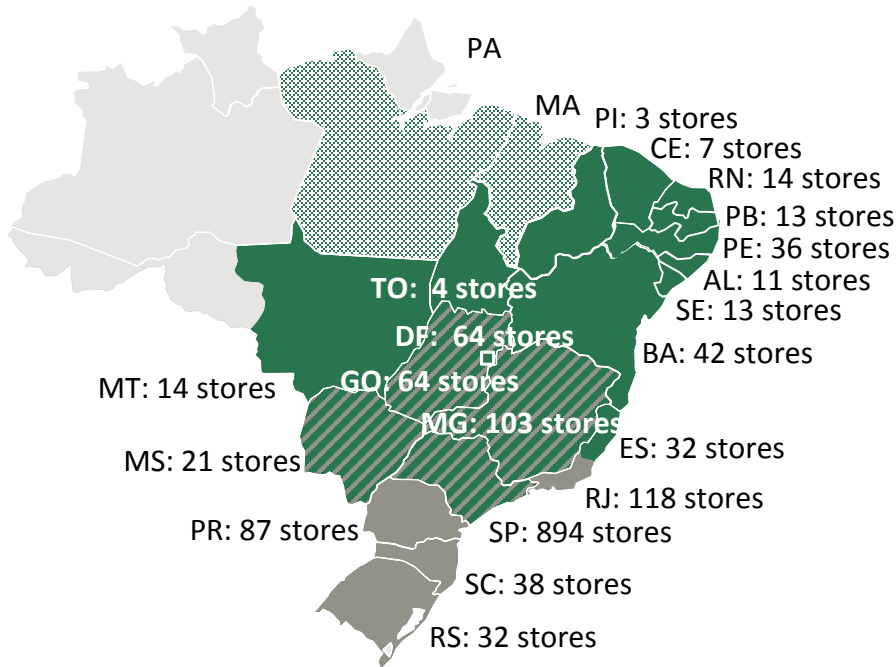 PA
MA
PI: 3 stores
CE: 7 stores
RN: 14 stores
PB: 13 stores
PE: 36 stores
AL: 11 stores
SE: 13 stores
TO: 4 stores
DF: 64 stores
BA: 42 stores
GO: 64 stores
MT: 14 stores
MG: 103 stores
ES: 32 stores
MS: 21 stores
RJ: 118 stores
PR: 87 stores
SP: 894 stores
SC: 38 stores
RS: 32 stores